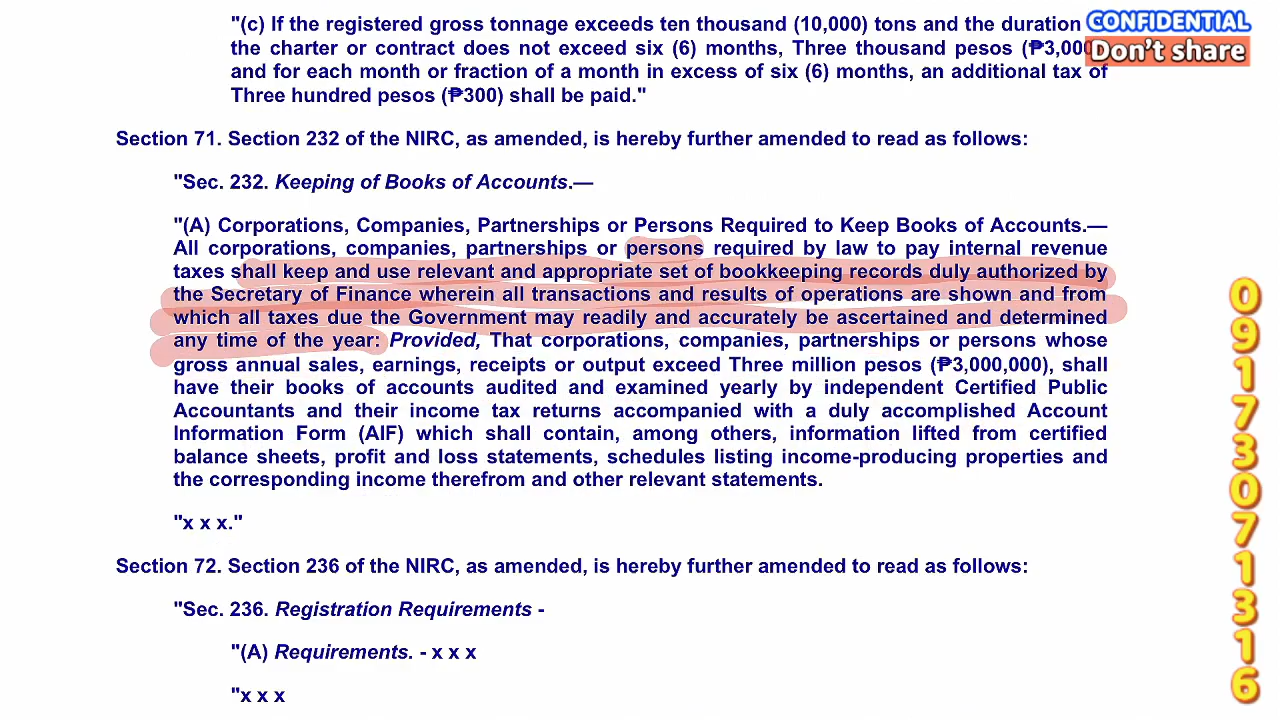 "(c) If the registered gross tonnage exceeds ten thousand (10,000) tons and the duration
the charter or contract does not exceed six (6) months, Three thousand pesos (₱3,000
and for each month or fraction of a month in excess of six (6) months, an additional tax of
Three hundred pesos (₱300) shall be paid."
CONFIDENTIAL
Don't share
Section 71. Section 232 of the NIRC, as amended, is hereby further amended to read as follows:
"Sec. 232. Keeping of Books of Accounts.—
"(A) Corporations, Companies, Partnerships or Persons Required to Keep Books of Accounts.—
All corporations, companies, partnerships or persons required by law to pay internal revenue
taxes shall keep and use relevant and appropriate set of bookkeeping records duly authorized by
the Secretary of Finance wherein all transactions and results of operations are shown and from
which all taxes due the Government may readily and accurately be ascertained and determined
any time of the year: Provided, That corporations, companies, partnerships or persons whose
gross annual sales, earnings, receipts or output exceed Three million pesos (₱3,000,000), shall
have their books of accounts audited and examined yearly by independent Certified Public
Accountants and their income tax returns accompanied with a duly accomplished Account
Information Form (AIF) which shall contain, among others, information lifted from certified
balance sheets, profit and loss statements, schedules listing income-producing properties and
the corresponding income therefrom and other relevant statements.
"x x x."
Section 72. Section 236 of the NIRC, as amended, is hereby further amended to read as follows:
"Sec. 236. Registration Requirements -
"(A) Requirements. - x x x
"x x x
09173071316